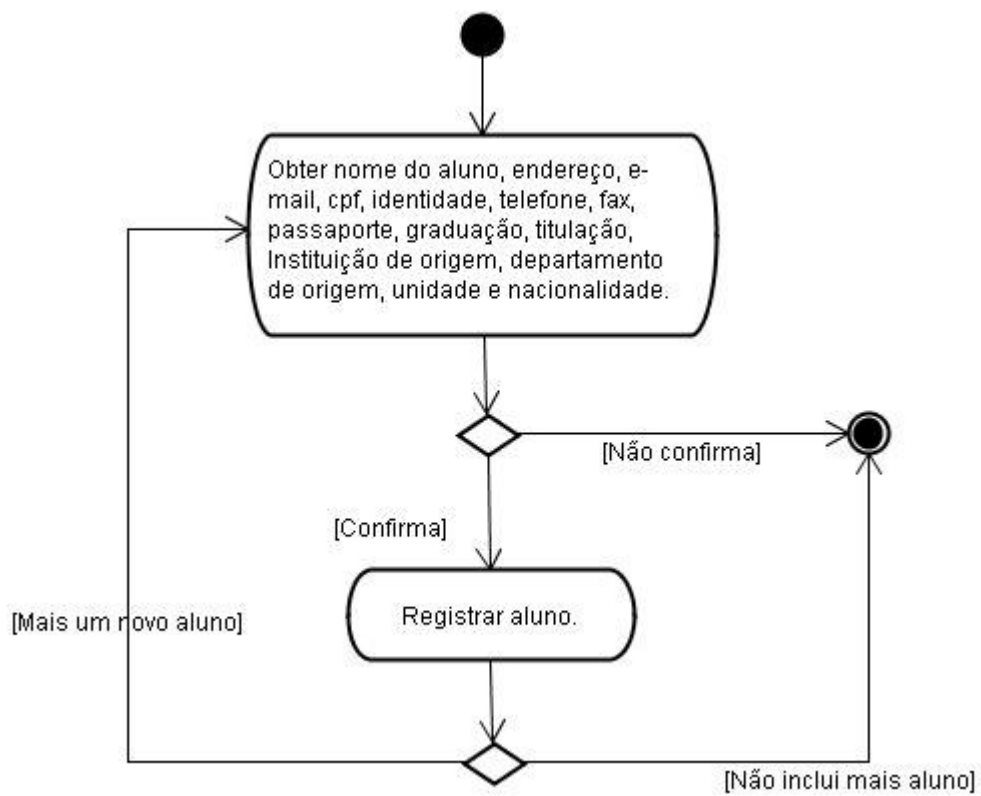 Obter nome do aluno, endereço, e-
mail, cpf, identidade, telefone, fax,
passaporte, graduação, titulação,
Instituição de origem, departamento
de origem, unidade e nacionalidade.
[Não confirma]
[Confirma]
Registrar aluno.
[Mais um novo aluno]
[Não inclui mais aluno]